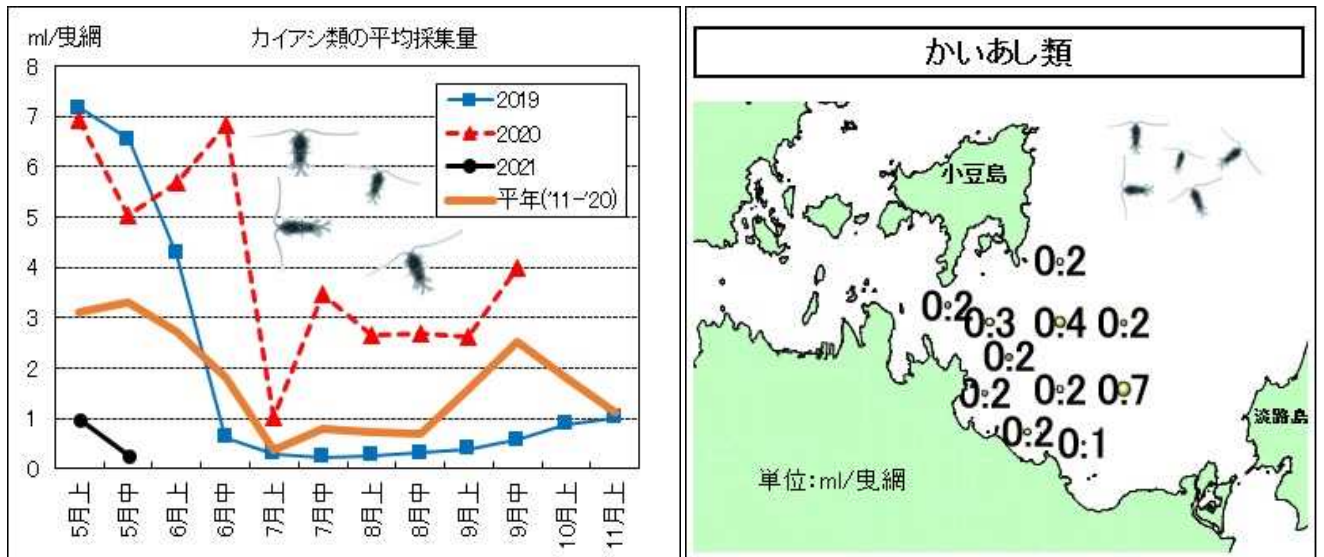 ml/曳網
カイアシ類の平均採集量
8
7
6
5
4
3
2
1
0
2019
2020
2021
平年('11-'20)
5月上
5月中
6月上
6月中
7月上
7月中
8月上
8月中
9月上
9月中
10月上
11月上
かいあし類
小豆島
0.2
0.2
0.3
0.4
0.2
0.2
0.2
0.2
0.7
淡路島
0.2
0.1
単位:ml/曳網